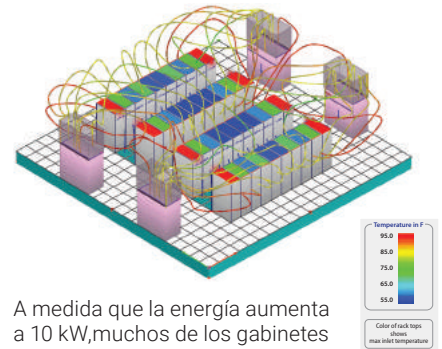 Temperature in F
95.0
85.0
75.0
65.0
55.0
Color of rack tops
shows
max inlet temperature
A medida que la energía aumenta
a 10 kW,muchos de los gabinetes